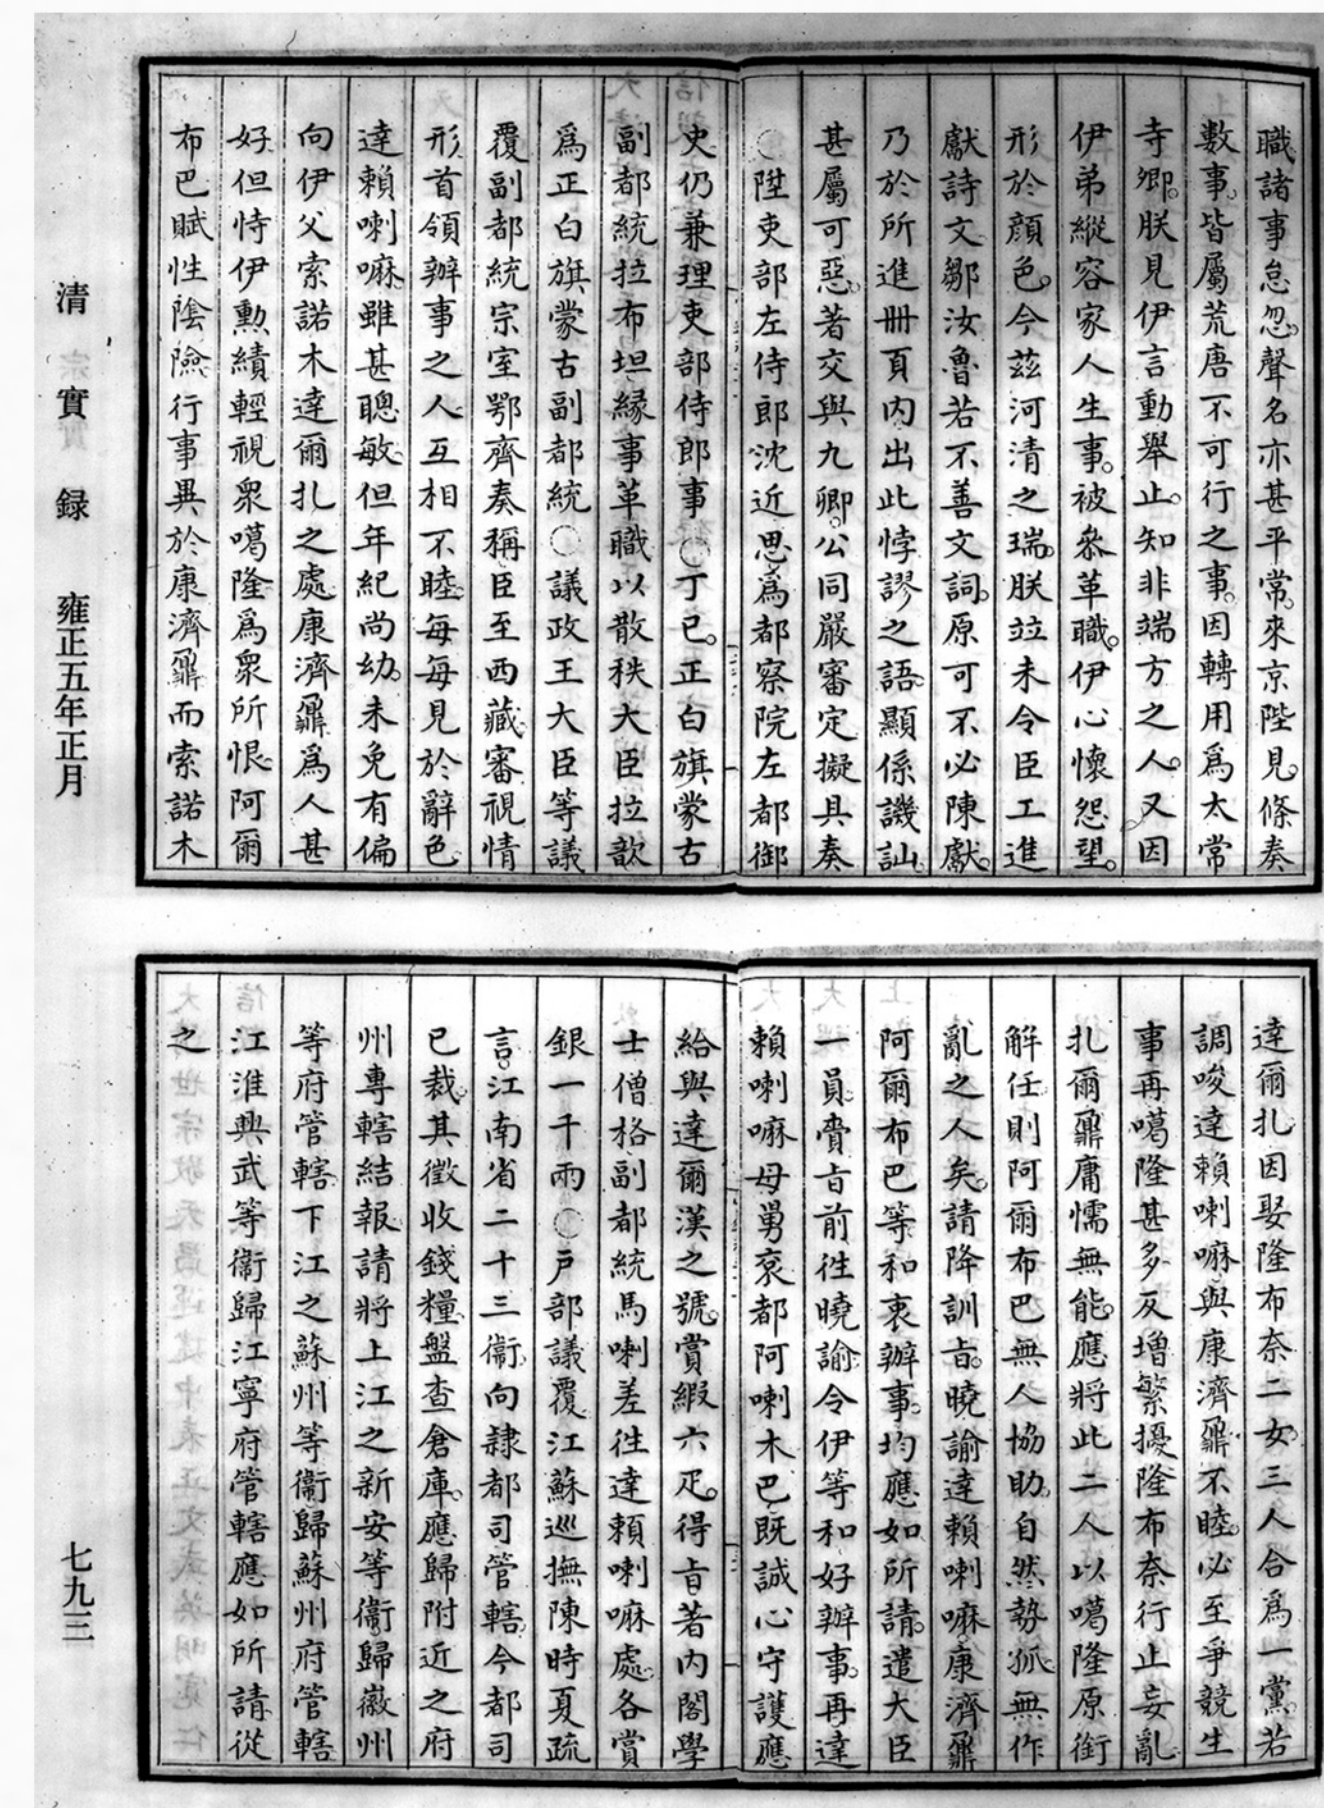 職諸事怠忽。聲名亦甚平常。來京陛見。條奏
數事。皆屬荒唐不可行之事。因轉用爲太常
寺卿。朕見伊言動舉止。知非端方之人。又因
伊弟縱容家人生事。被叅革職。伊心懷怨望。
形於顏色。今茲河清之瑞。朕竝未令臣工進
獻詩文。鄒汝魯若不善文詞。原可不必陳獻。
乃於所進冊頁內出此悖謬之語。顯係譏訕。
甚屬可惡。著交與九卿。公同嚴審定擬具奏
○陞吏部左侍郎沈近思爲都察院左都御
史仍兼理吏部侍郎事○丁巳。正白旗蒙古
副都統拉布坦緣事革職以散秩大臣拉歆
爲正白旗蒙古副都統○議政王大臣等議
覆副都統宗室鄂齊奏稱臣至西藏。審視情
形。首領辦事之人互相不睦。每每見於辭色。
達賴喇嘛。雖甚聰敏。但年紀尚幼。未免有偏
向伊父索諾木達爾扎之處。康濟鼐爲人甚
好。但恃伊勳績。輕視衆噶隆。爲衆所恨。阿爾
布巴賦性陰險。行事異於康濟鼐。而索諾木
達爾扎。因娶隆布奈二女。三人合爲一黨。若
調唆達賴喇嘛與康濟鼐不睦。必至爭競生
事。再噶隆甚多。反增繁擾。隆布奈行止妄亂。
扎爾鼐庸懦無能。應將此二人以噶隆原銜
解任。則阿爾布巴無人協助。自然勢孤。無作
亂之人矣。請降訓旨。曉諭達賴喇嘛康濟鼐
阿爾布巴等和衷辦事。均應如所請。遣大臣
一員。賫旨前徃曉諭。令伊等和好辦事。再達
賴喇嘛母舅袞都阿喇木巴。既誠心守護。應
給與達爾漢之號。賞緞六疋。得旨。著內閣學
士僧格副都統馬喇差徃達賴喇嘛處。各賞
銀一千兩○戶部議覆江蘇巡撫陳時夏疏
言。江南省二十三衞。向隸都司管轄。今都司
已裁。其徵收錢糧。盤查倉庫。應歸附近之府
州專轄結報。請將上江之新安等衞歸徽州
等府管轄。下江之蘇州等衞歸蘇州府管轄
江淮興武等衞歸江寧府管轄應如所請從
之
清 實 錄 雍正五年正月
七九三